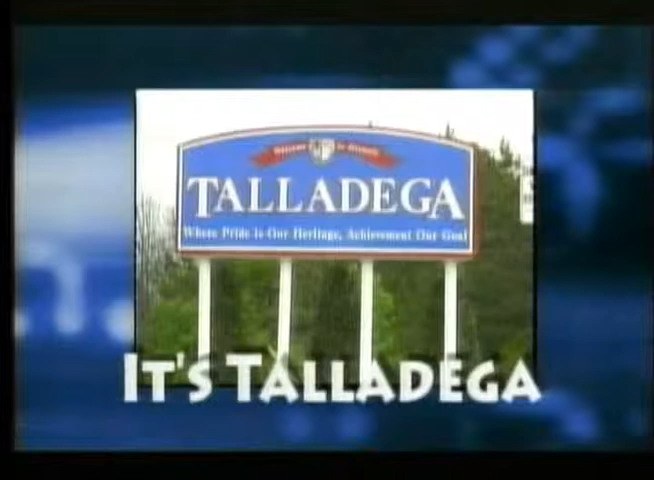 Welcome to Historic
TALLADEGA
Where Pride is Our Heritage, Achievement Our Goal
IT'S TALLADEGA